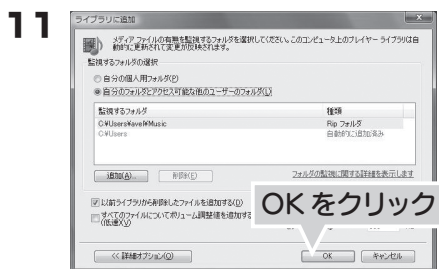 11
ライブラリに追加
メディア ファイルの有無を監視するフォルダを選択してください。このコンピュータ上のプレイヤー ライブラリは自
動的に更新されて変更が反映されます。
監視するフォルダの選択
自分の個人用フォルダ(P)
自分のフォルダとアクセス可能な他のユーザーのフォルダ(L)
監視するフォルダ 種類
C:¥Users¥avel¥Music Rip フォルダ
C:¥Users 自動的に追加済み
追加(A)... 削除(E) フォルダの監視に関する詳細を表示します
以前ライブラリから削除したファイルを追加する(D)
すべてのファイルについてボリューム調整値を追加する
(低速)(V)
OKをクリック
<< 詳細オプション(O) OK キャンセル